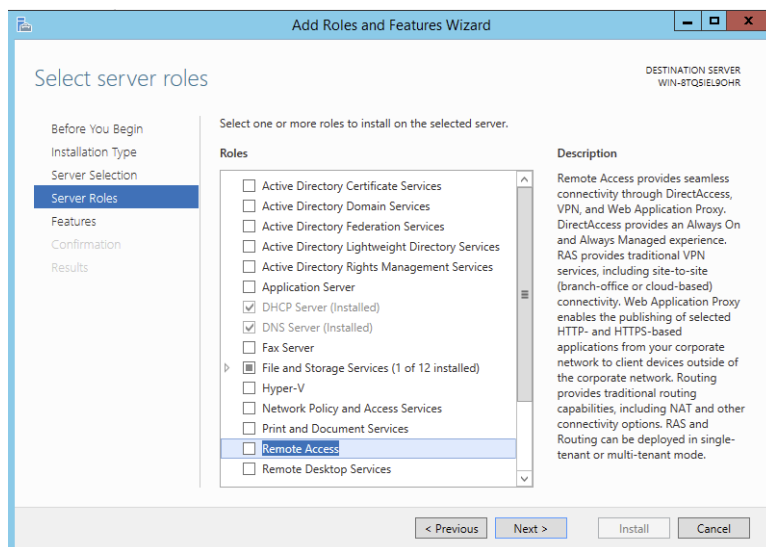 Add Roles and Features Wizard
Select server roles
DESTINATION SERVER
WIN-8TQ5IEL9OHR
Before You Begin
Installation Type
Server Selection
Server Roles
Features
Confirmation
Results
Select one or more roles to install on the selected server.
Roles
Active Directory Certificate Services
Active Directory Domain Services
Active Directory Federation Services
Active Directory Lightweight Directory Services
Active Directory Rights Management Services
Application Server
DHCP Server (Installed)
DNS Server (Installed)
Fax Server
File and Storage Services (1 of 12 installed)
Hyper-V
Network Policy and Access Services
Print and Document Services
Remote Access
Remote Desktop Services
Description
Remote Access provides seamless
connectivity through DirectAccess,
VPN, and Web Application Proxy.
DirectAccess provides an Always On
and Always Managed experience.
RAS provides traditional VPN
services, including site-to-site
(branch-office or cloud-based)
connectivity. Web Application Proxy
enables the publishing of selected
HTTP- and HTTPS-based
applications from your corporate
network to client devices outside of
the corporate network. Routing
provides traditional routing
capabilities, including NAT and other
connectivity options. RAS and
Routing can be deployed in single-
tenant or multi-tenant mode.
< Previous
Next >
Install
Cancel